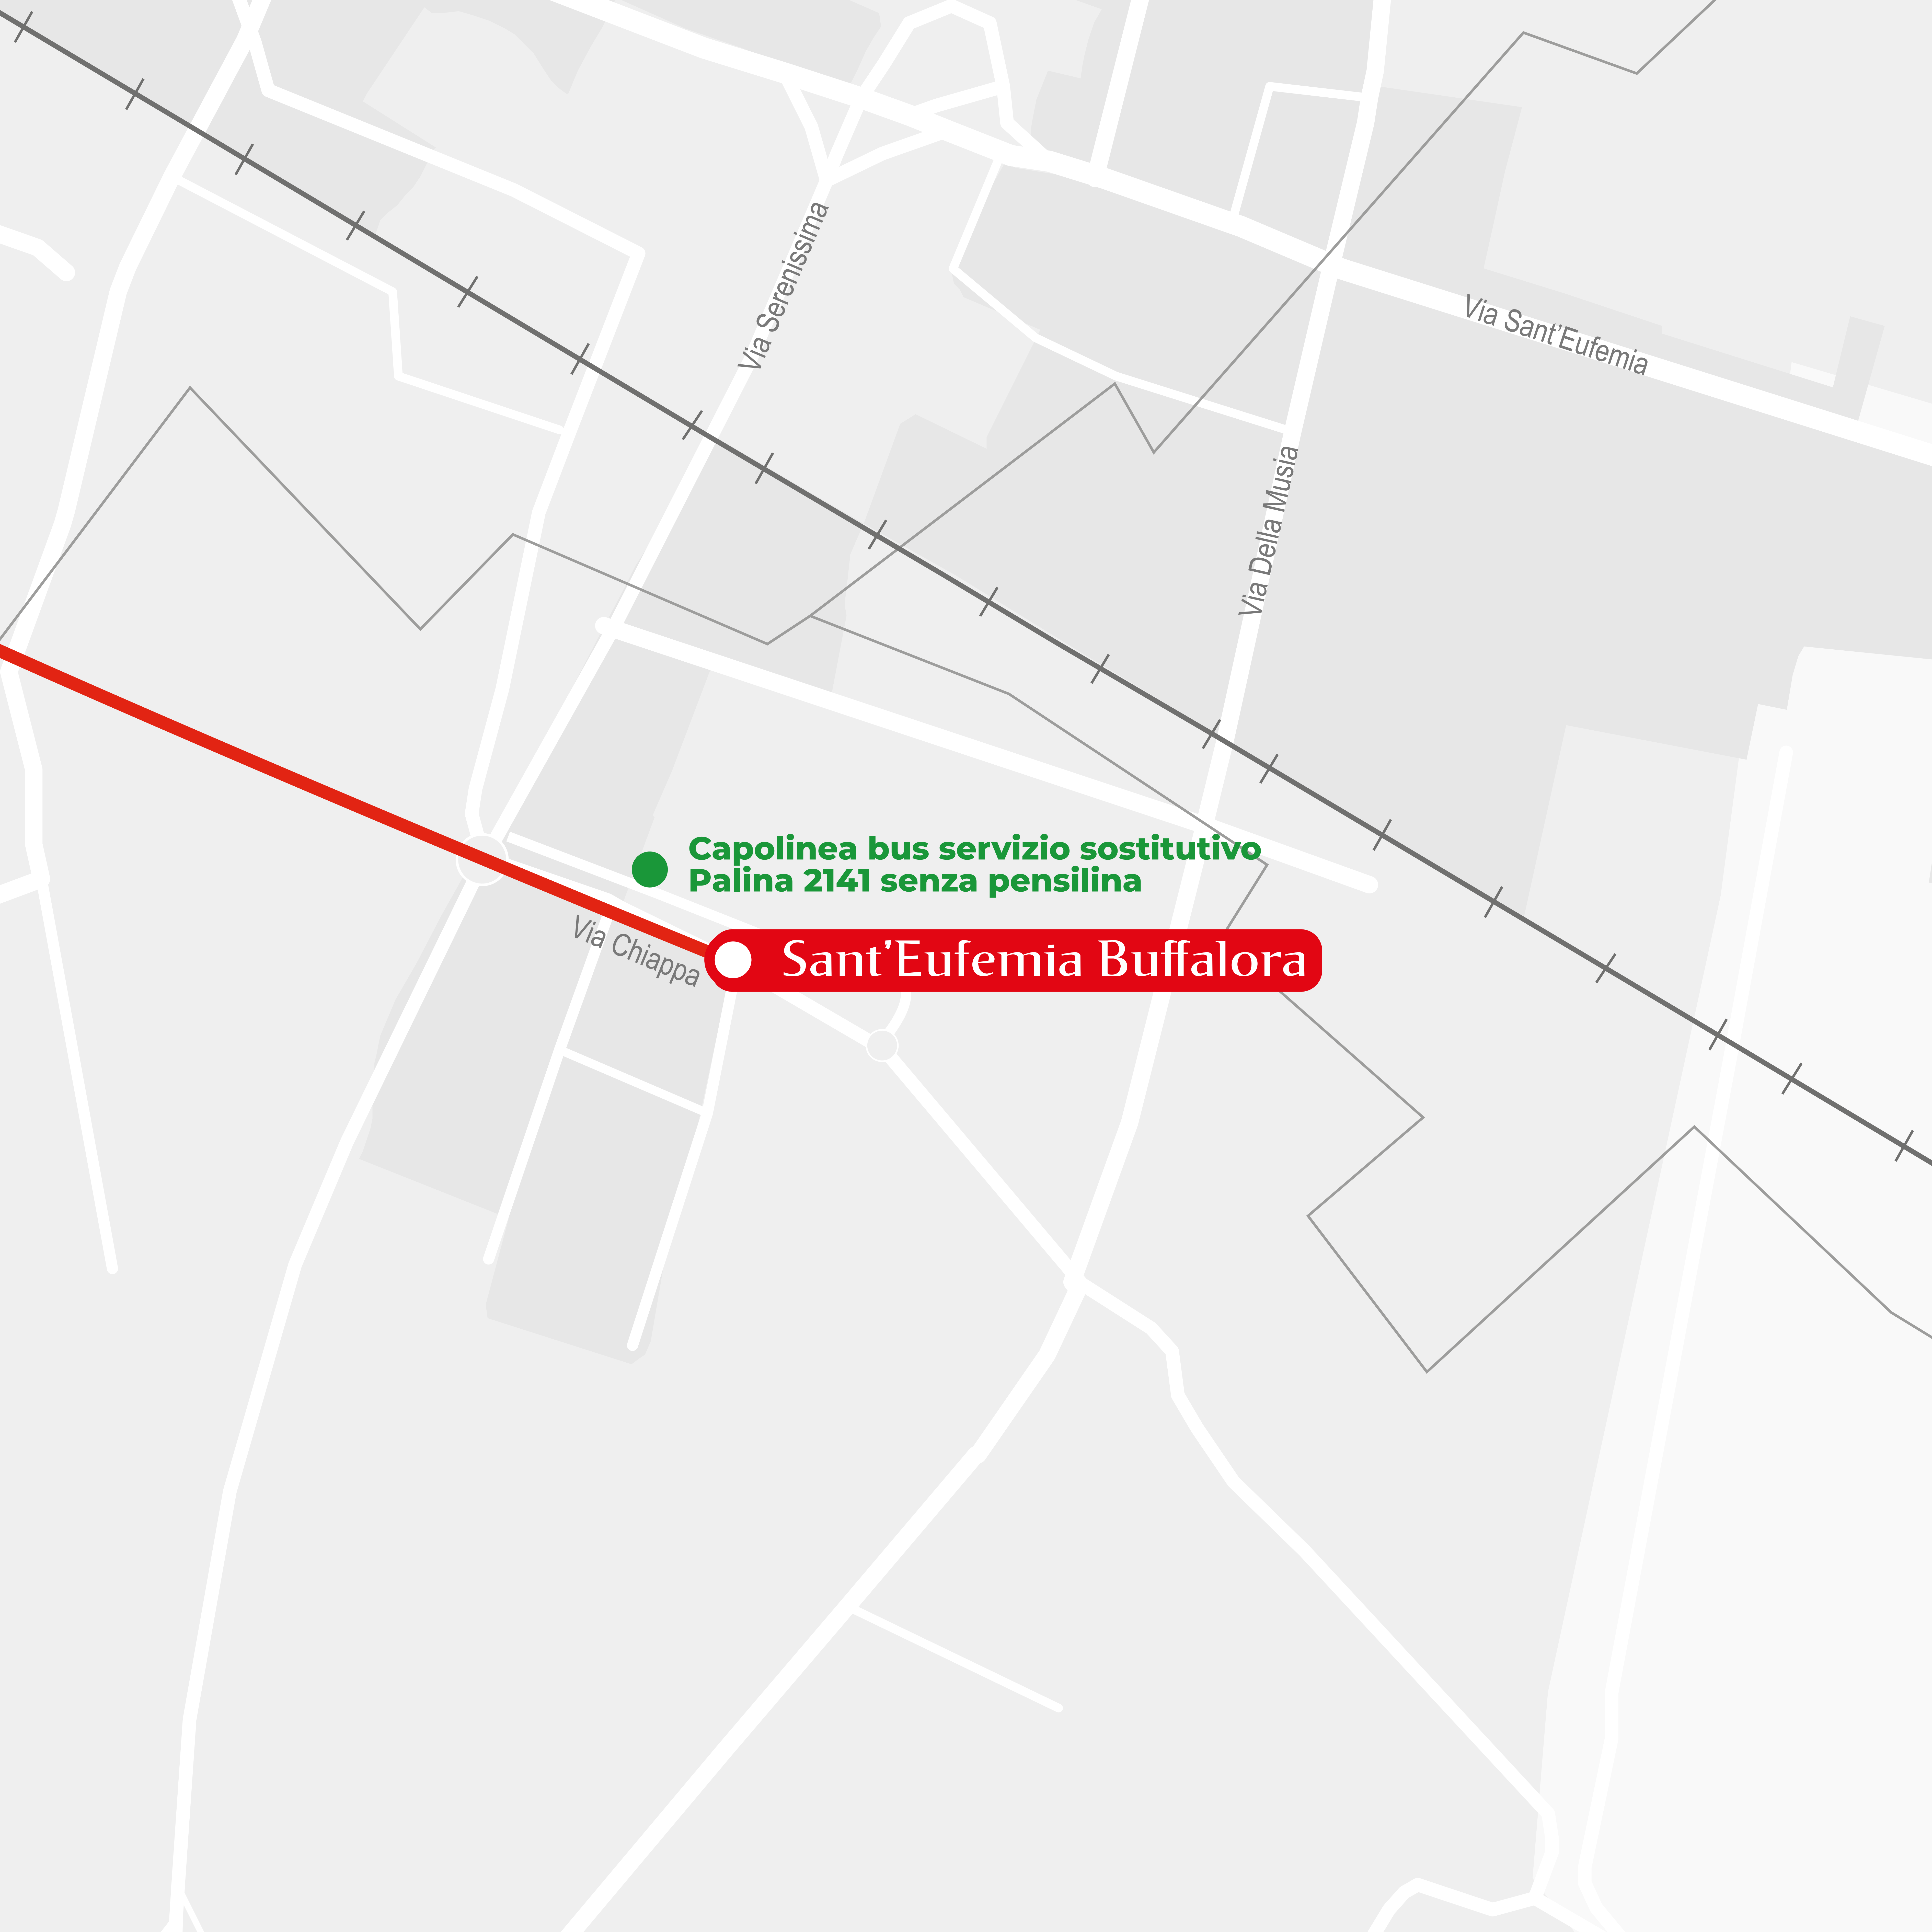 Via Serenissima
Via Sant'Eufemia
Via Della Musia
Capolinea bus servizio sostitutivo
Palina 2141 senza pensilina
Via Chiappa
Sant'Eufemia Buffalora